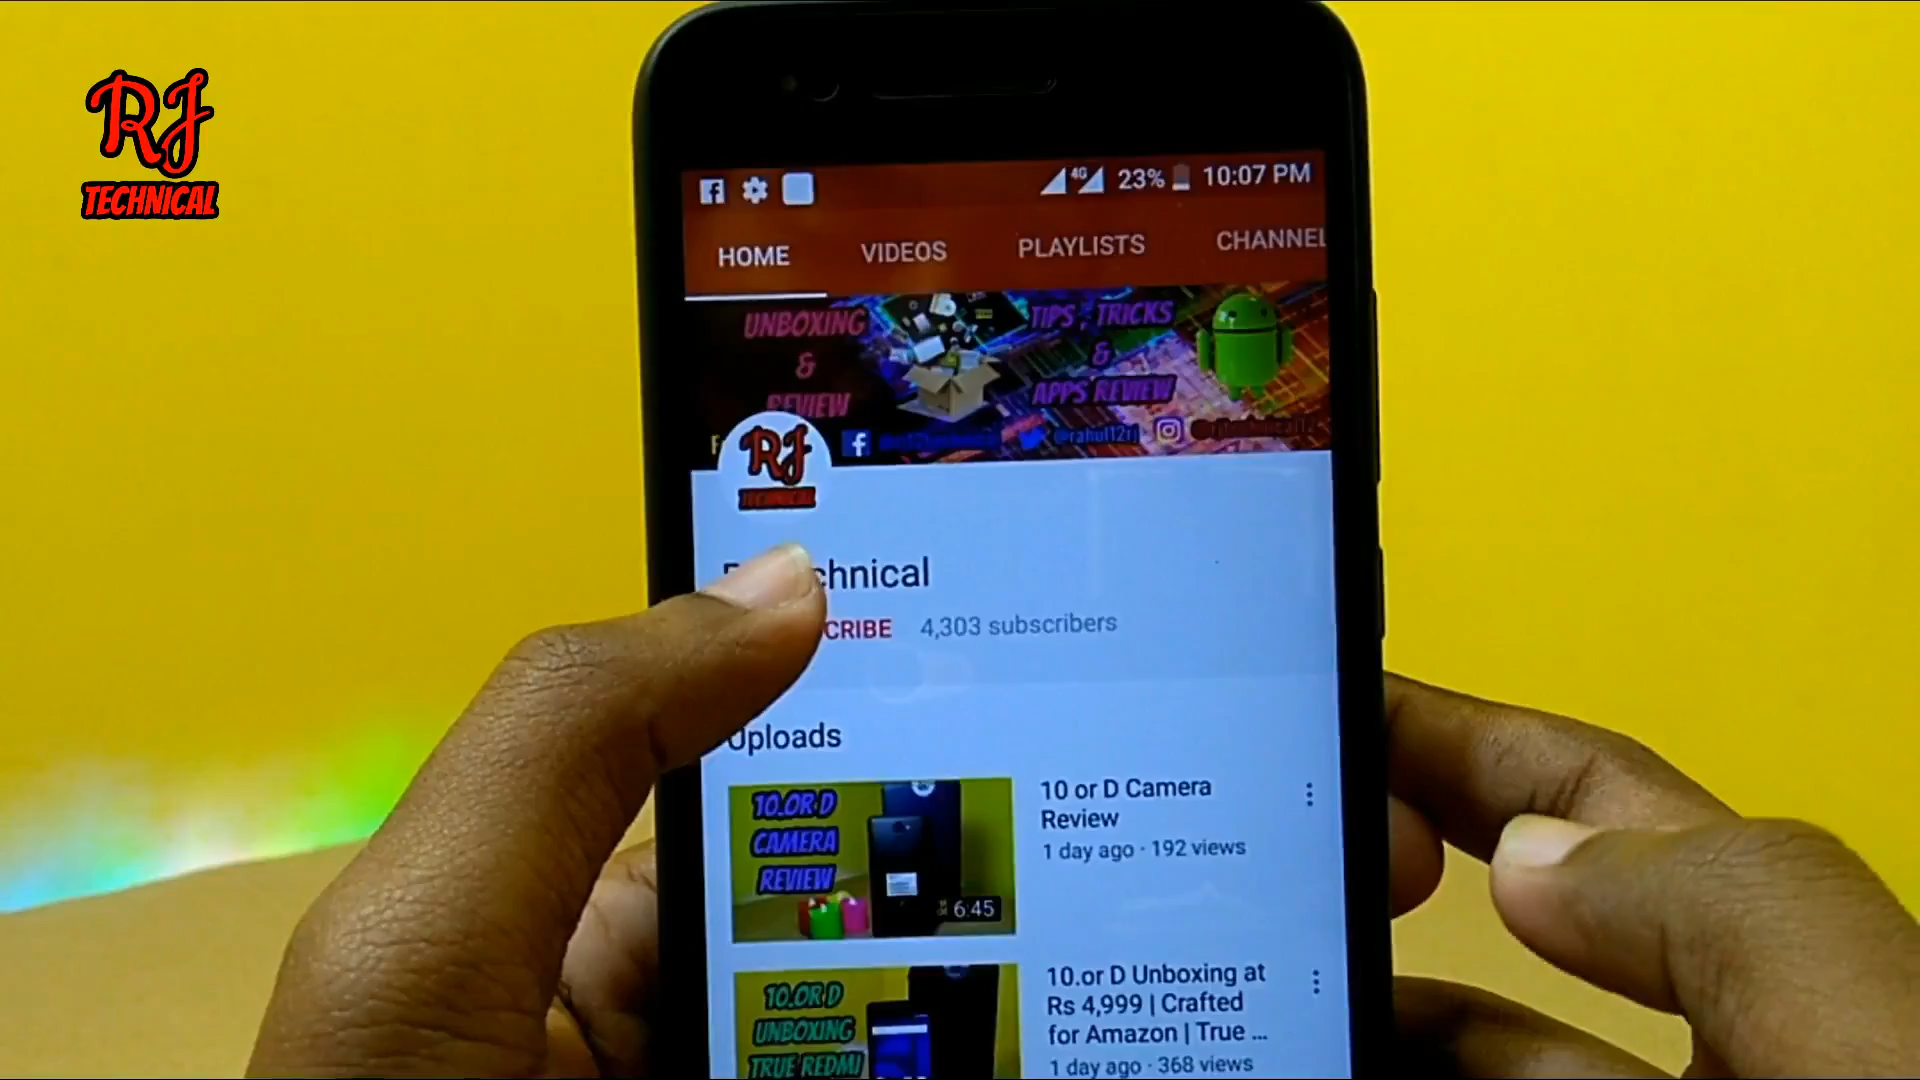 RJ
TECHNICAL
4G 23% 10:07 PM
HOME VIDEOS PLAYLISTS CHANNEL
UNBOXING
&
REVIEW
TIPS , TRICKS
&
APPS REVIEW
@rahul12rj
RJ
TECHNICAL
chnical
CRIBE 4,303 subscribers
Uploads
10.OR D
CAMERA
REVIEW
6:45
10 or D Camera
Review
1 day ago · 192 views
10.OR D
UNBOXING
TRUE REDMI
10.or D Unboxing at
Rs 4,999 | Crafted
for Amazon | True ...
1 day ago · 368 views